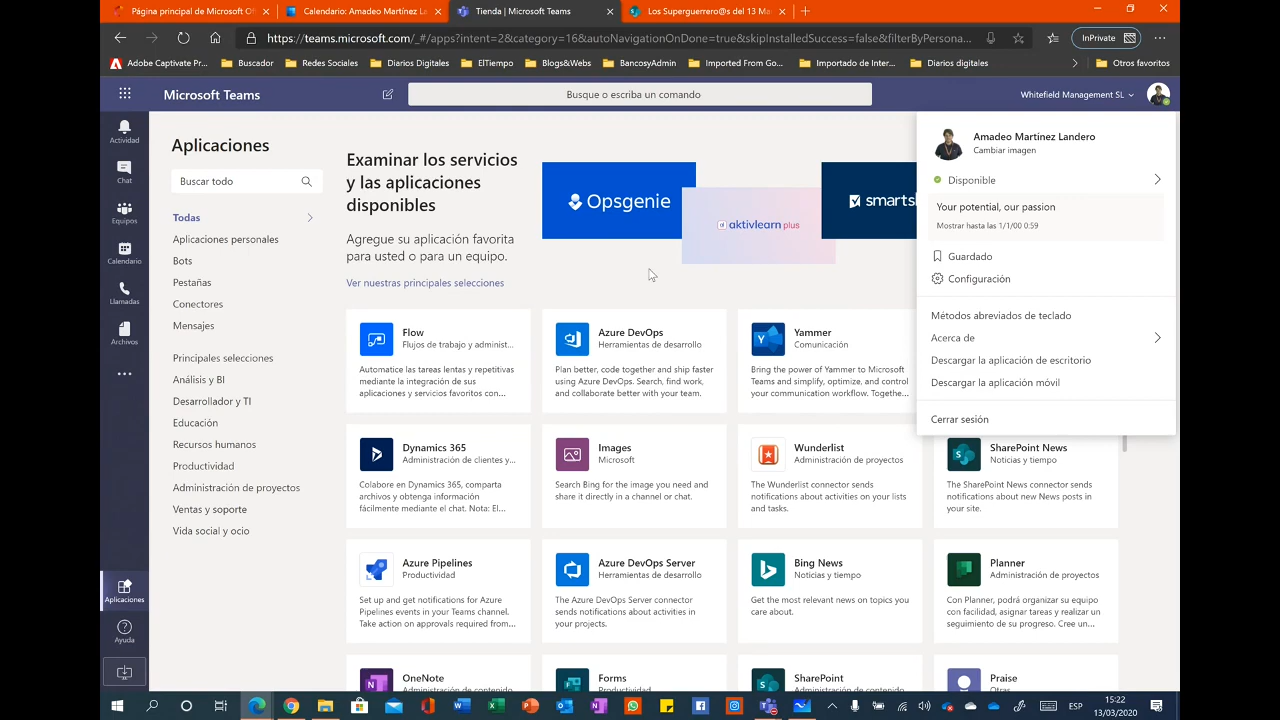 Página principal de Microsoft Of
Calendario: Amadeo Martínez L
Tienda | Microsoft Teams
Los Superguerrero@s del 13 Ma
https://teams.microsoft.com/_#/apps?intent=2&category=16&autoNavigationOnDone=true&skipInstalledSuccess=false&filterByPersona...
InPrivate
Adobe Captivate Pr...
Buscador
Redes Sociales
Diarios Digitales
ElTiempo
Blogs&Webs
BancosyAdmin
Imported From Go...
Importado de Inter...
Diarios digitales
Otros favoritos
Microsoft Teams
Busque o escriba un comando
Whitefield Management SL
Actividad
Chat
Equipos
Calendario
Llamadas
Archivos
Aplicaciones
Ayuda
Aplicaciones
Buscar todo
Todas
Aplicaciones personales
Bots
Pestañas
Conectores
Mensajes
Principales selecciones
Análisis y BI
Desarrollador y TI
Educación
Recursos humanos
Productividad
Administración de proyectos
Ventas y soporte
Vida social y ocio
Examinar los servicios
y las aplicaciones
disponibles
Agregue su aplicación favorita
para usted o para un equipo.
Ver nuestras principales selecciones
Opsgenie
aktivlearn plus
smartsl
Amadeo Martínez Landero
Cambiar imagen
Disponible
Your potential, our passion
Mostrar hasta las 1/1/00 0:59
Guardado
Configuración
Métodos abreviados de teclado
Acerca de
Descargar la aplicación de escritorio
Descargar la aplicación móvil
Cerrar sesión
Flow
Flujos de trabajo y administ...
Automatice las tareas lentas y repetitivas
mediante la integración de sus
aplicaciones y servicios favoritos con...
Azure DevOps
Herramientas de desarrollo
Plan better, code together and ship faster
using Azure DevOps. Search, find work,
and collaborate better with your team.
Yammer
Comunicación
Bring the power of Yammer to Microsoft
Teams and simplify, optimize, and control
your communication workflow. Togethe...
Dynamics 365
Administración de clientes y...
Colabore en Dynamics 365, comparta
archivos y obtenga información
fácilmente mediante el chat. Nota: El...
Images
Microsoft
Search Bing for the image you need and
share it directly in a channel or chat.
Wunderlist
Administración de proyectos
The Wunderlist connector sends
notifications about activities on your lists
and tasks.
SharePoint News
Noticias y tiempo
The SharePoint News connector sends
notifications about new News posts in
your site.
Azure Pipelines
Productividad
Set up and get notifications for Azure
Pipelines events in your Teams channel.
Take action on approvals required from...
Azure DevOps Server
Herramientas de desarrollo
The Azure DevOps Server connector
sends notifications about activities in
your projects.
Bing News
Noticias y tiempo
Get the most relevant news on topics you
care about.
Planner
Administración de proyectos
Con Planner, podrá organizar su equipo
con facilidad, asignar tareas y realizar un
seguimiento de su progreso. Cree un...
OneNote
Administración de contenido
Forms
Productividad
SharePoint
Administración de contenido
Praise
Otras
ESP
15:22
13/03/2020